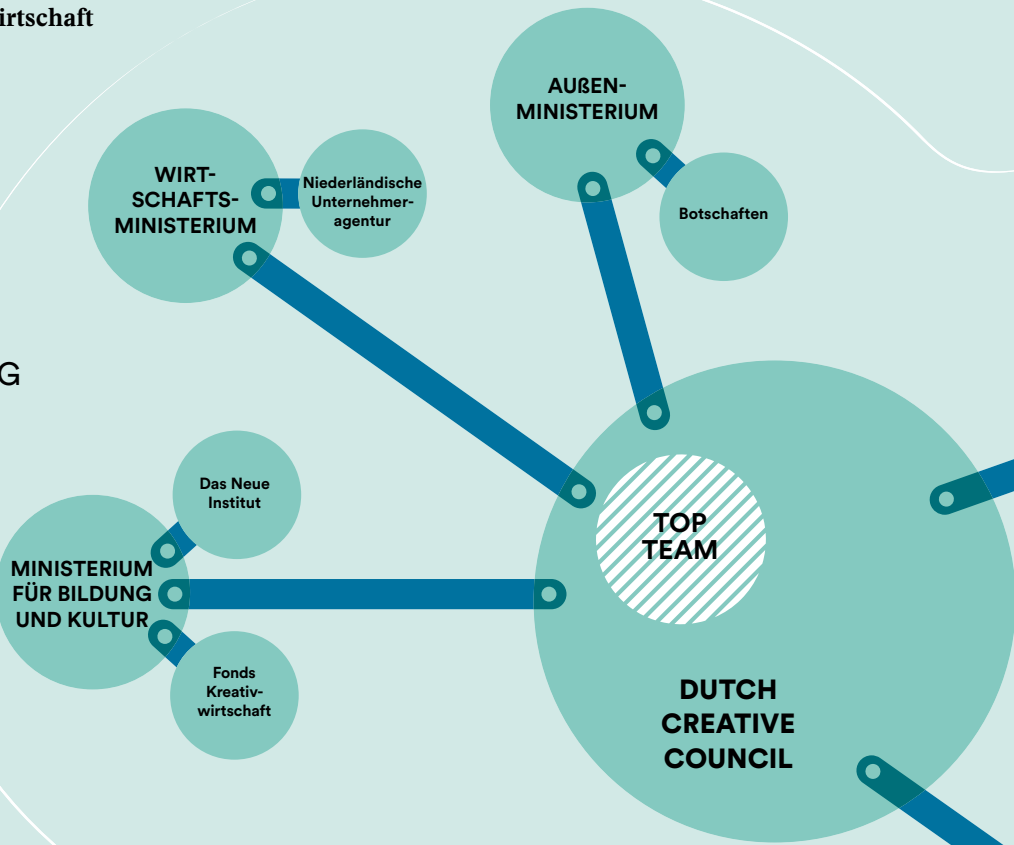 irtschaft
AUßEN-
MINISTERIUM
WIRT-
SCHAFTS-
MINISTERIUM
Niederländische
Unternehmer-
agentur
Botschaften
G
Das Neue
Institut
TOP
TEAM
MINISTERIUM
FÜR BILDUNG
UND KULTUR
Fonds
Kreativ-
wirtschaft
DUTCH
CREATIVE
COUNCIL